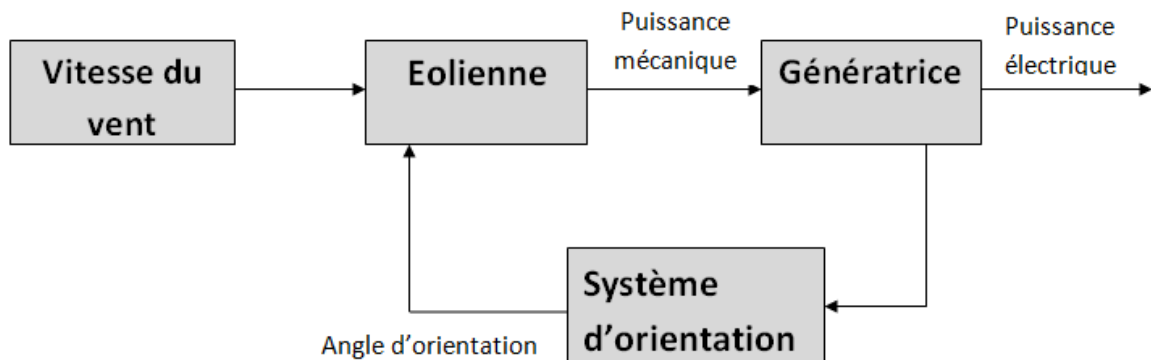 Vitesse du
vent
Eolienne
Puissance
mécanique
Génératrice
Puissance
électrique
Système
d'orientation
Angle d'orientation